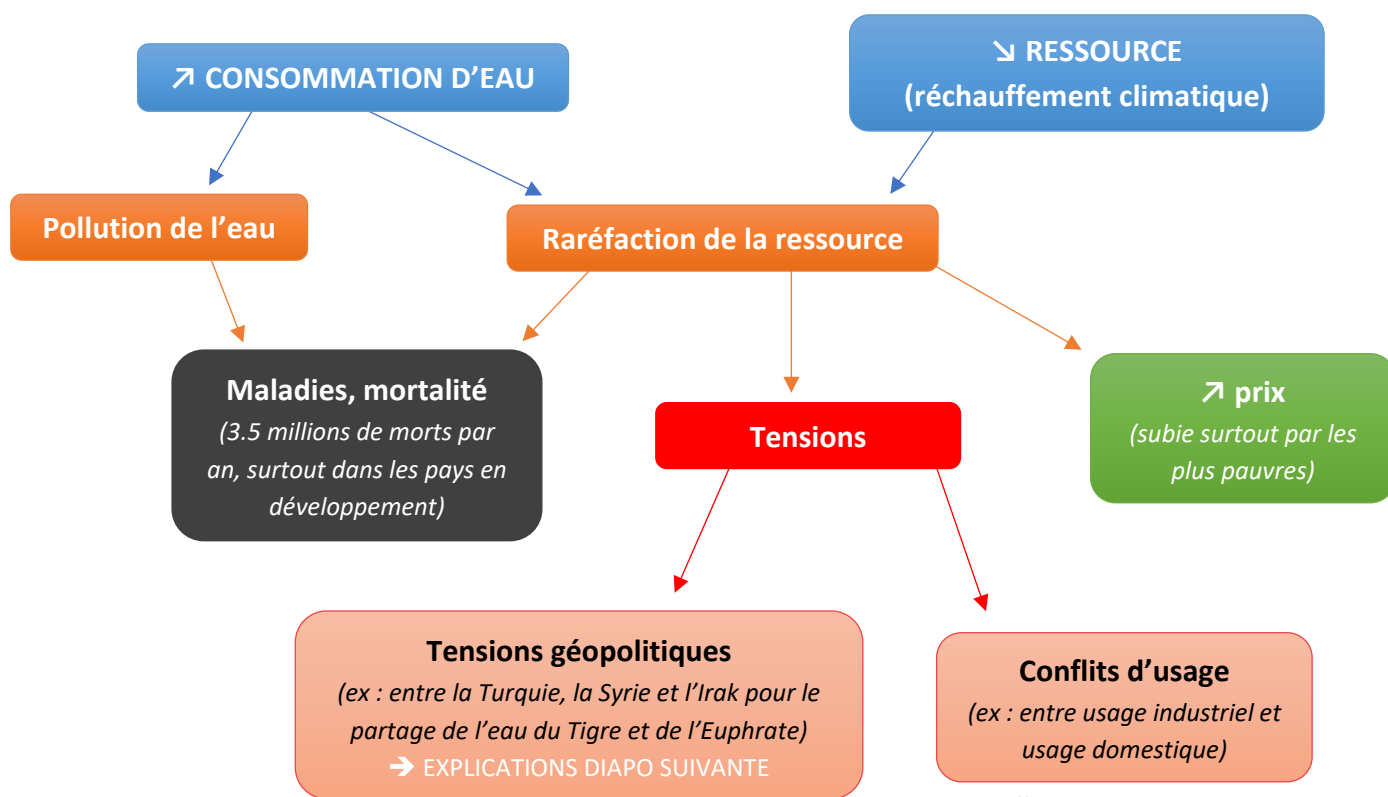 ↗ CONSOMMATION D’EAU
↘ RESSOURCE
(réchauffement climatique)
Pollution de l’eau
Raréfaction de la ressource
Maladies, mortalité
(3.5 millions de morts par
an, surtout dans les pays en
développement)
Tensions
↗ prix
(subie surtout par les
plus pauvres)
Tensions géopolitiques
(ex : entre la Turquie, la Syrie et l’Irak pour le
partage de l’eau du Tigre et de l’Euphrate)
➔ EXPLICATIONS DIAPO SUIVANTE
Conflits d’usage
(ex : entre usage industriel et
usage domestique)